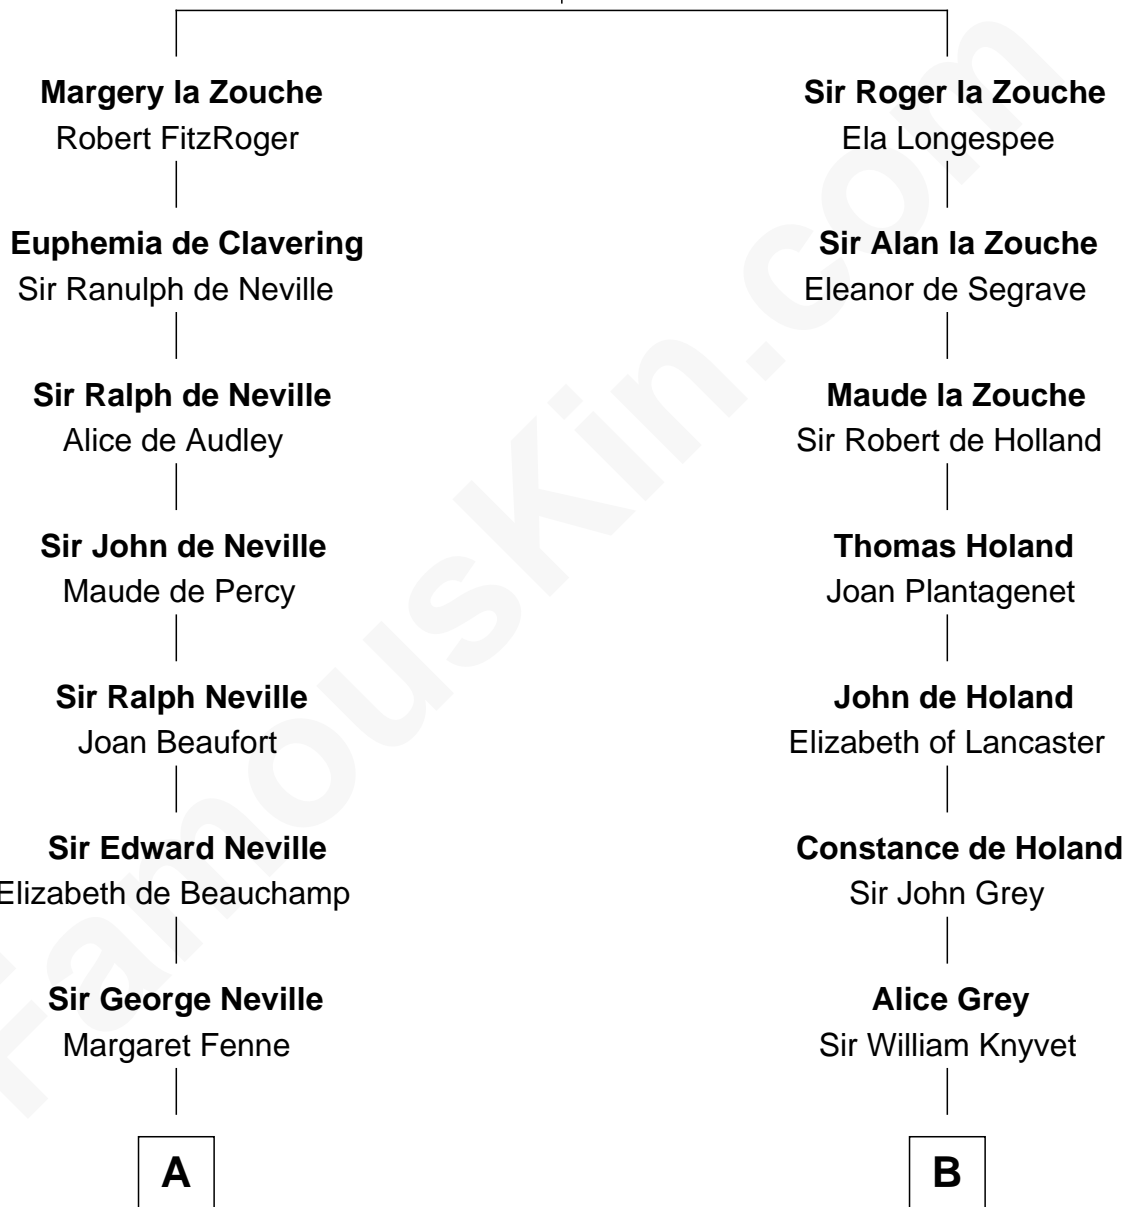 Margery la Zouche
Robert FitzRoger
Euphemia de Clavering
Sir Ranulph de Neville
Sir Ralph de Neville
Alice de Audley
Sir John de Neville
Maude de Percy
Sir Ralph Neville
Joan Beaufort
Sir Edward Neville
Elizabeth de Beauchamp
Sir George Neville
Margaret Fenne
A
Sir Roger la Zouche
Ela Longespee
Sir Alan la Zouche
Eleanor de Segrave
Maude la Zouche
Sir Robert de Holland
Thomas Holand
Joan Plantagenet
John de Holand
Elizabeth of Lancaster
Constance de Holand
Sir John Grey
Alice Grey
Sir William Knyvet
B
FamousKin.com